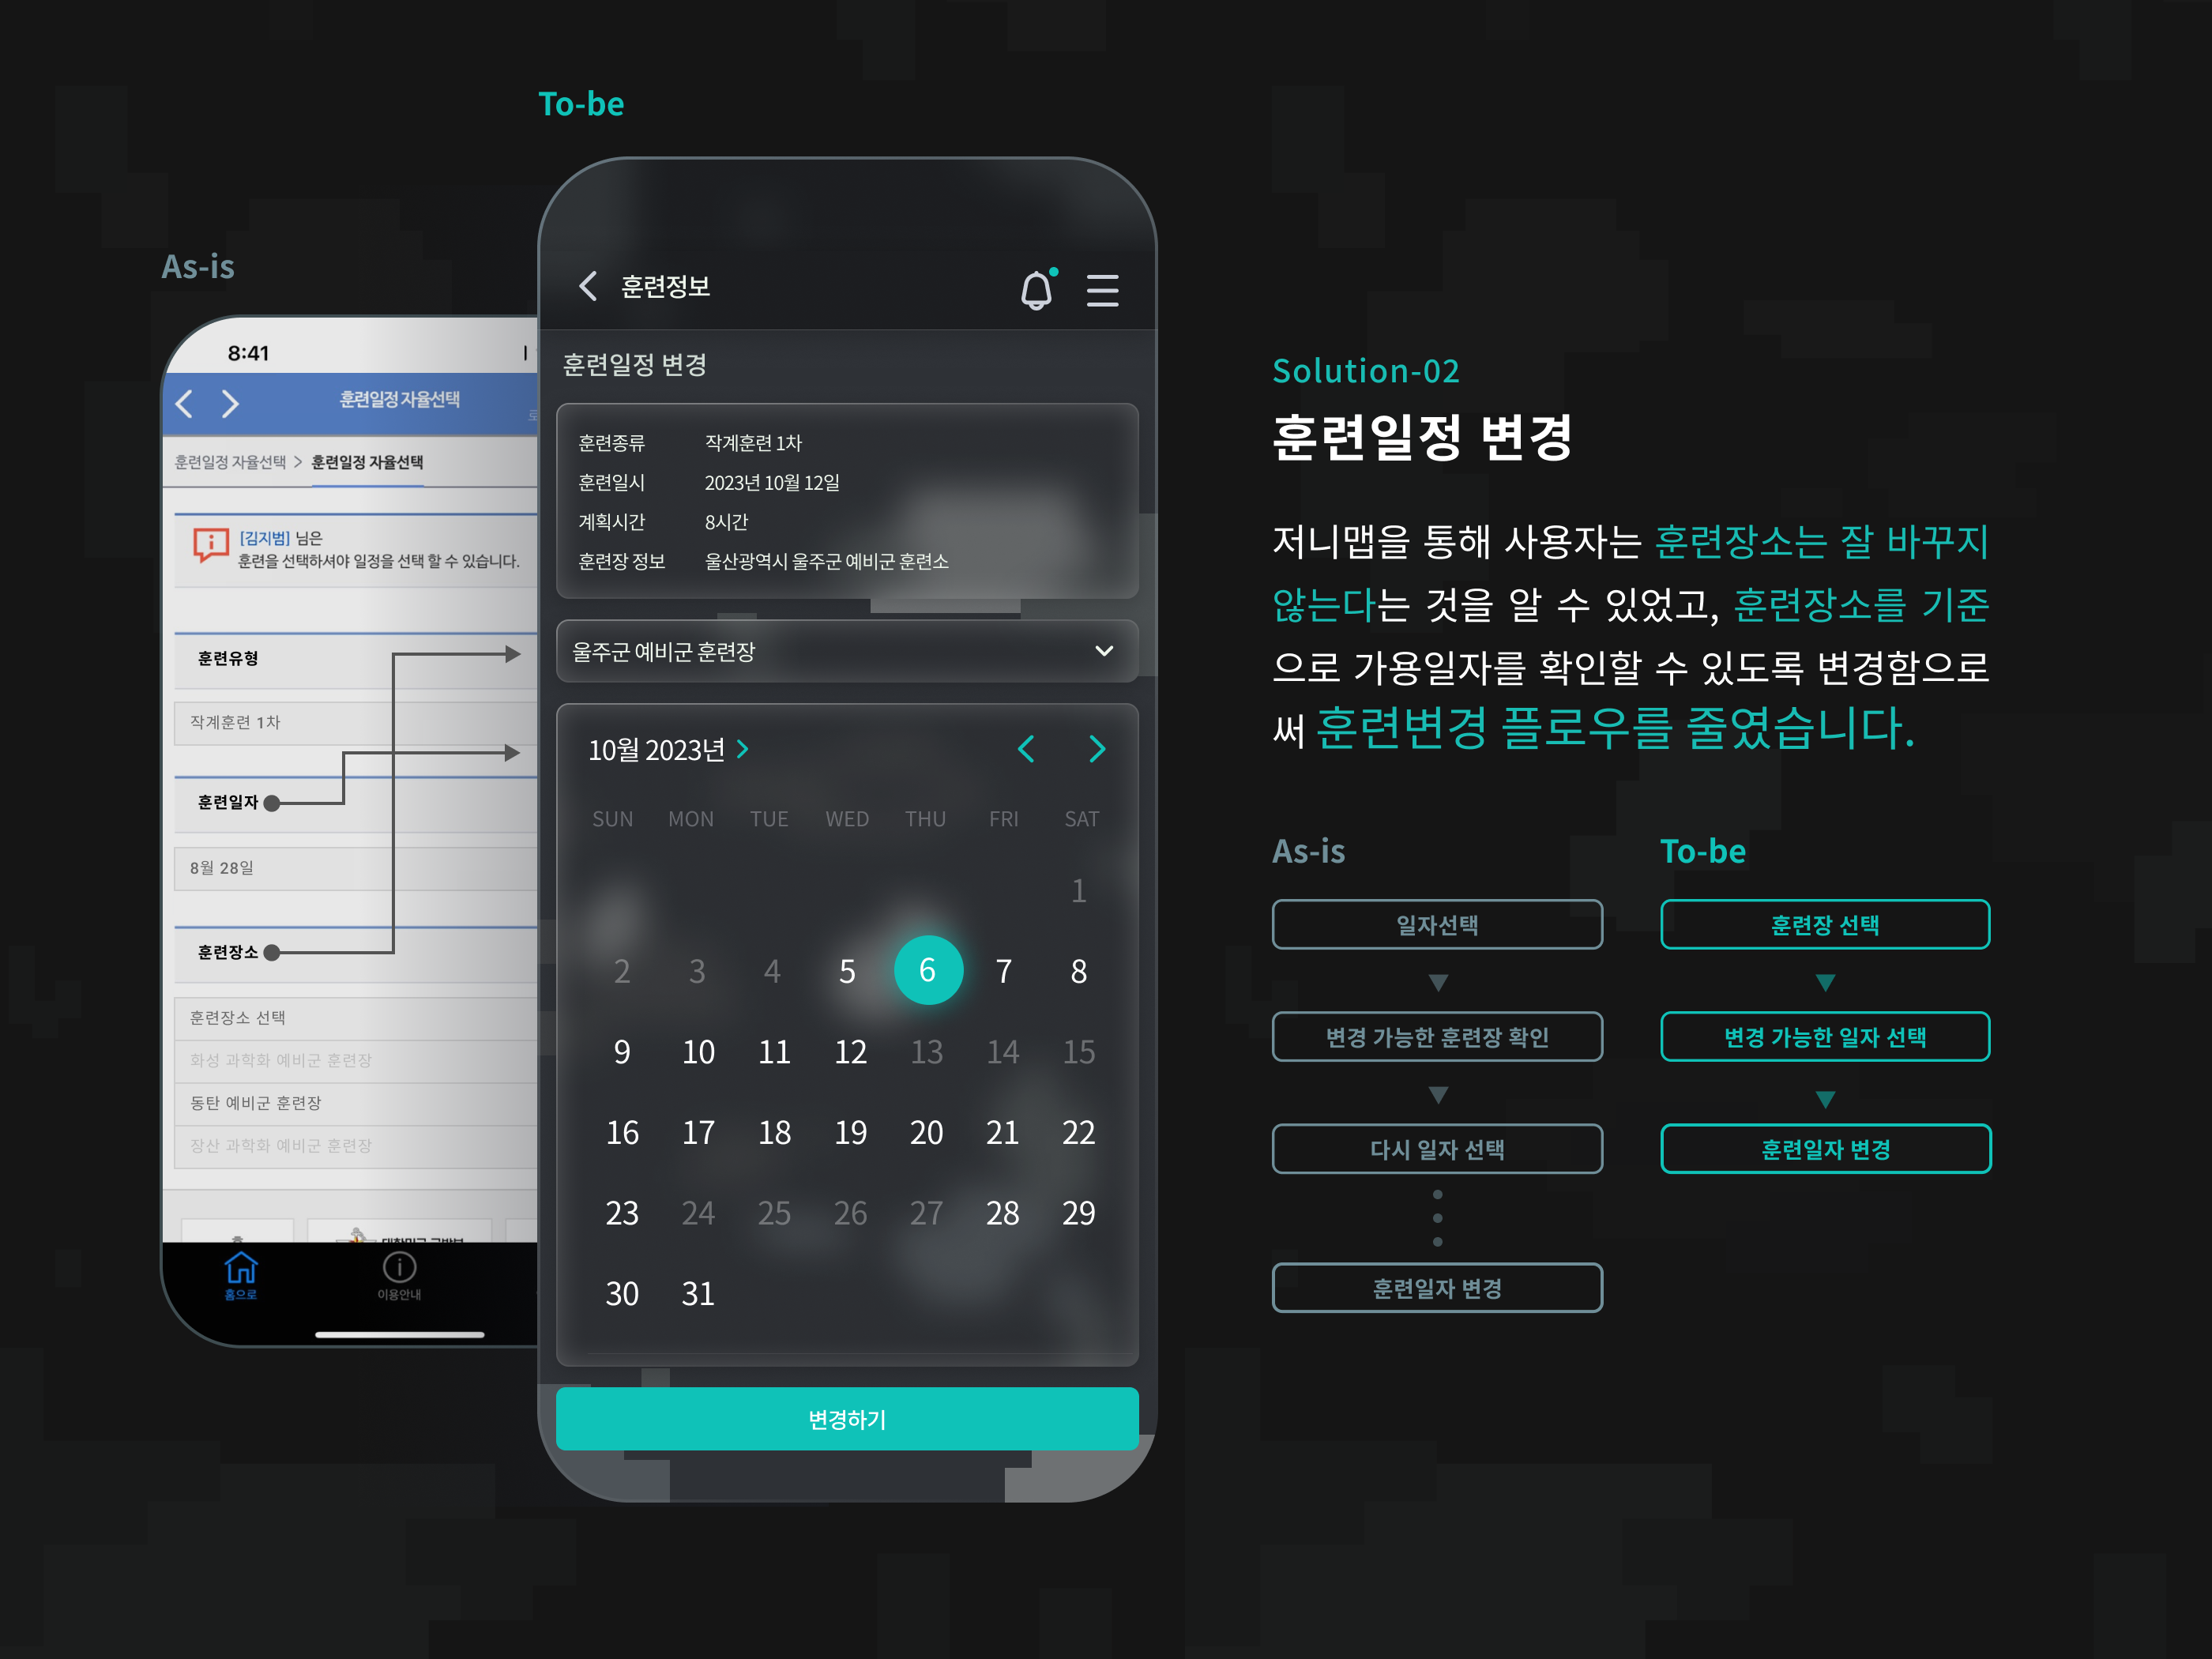 To-be
As-is
8:41
훈련일정 자율선택
훈련일정 자율선택 > 훈련일정 자율선택
[김지범] 님은
훈련을 선택하셔야 일정을 선택 할 수 있습니다.
훈련유형
작계훈련 1차
훈련일자
8월 28일
훈련장소
훈련장소 선택
화성 과학화 예비군 훈련장
동탄 예비군 훈련장
장산 과학화 예비군 훈련장
홈으로
이용안내
훈련정보
훈련일정 변경
훈련종류 작계훈련 1차
훈련일시 2023년 10월 12일
계획시간 8시간
훈련장 정보 울산광역시 울주군 예비군 훈련소
울주군 예비군 훈련장
10월 2023년
SUN MON TUE WED THU FRI SAT
1
2 3 4 5 6 7 8
9 10 11 12 13 14 15
16 17 18 19 20 21 22
23 24 25 26 27 28 29
30 31
변경하기
Solution-02
훈련일정 변경
저니맵을 통해 사용자는 훈련장소는 잘 바꾸지
않는다는 것을 알 수 있었고, 훈련장소를 기준
으로 가용일자를 확인할 수 있도록 변경함으로
써 훈련변경 플로우를 줄였습니다.
As-is
일자선택
변경 가능한 훈련장 확인
다시 일자 선택
훈련일자 변경
To-be
훈련장 선택
변경 가능한 일자 선택
훈련일자 변경